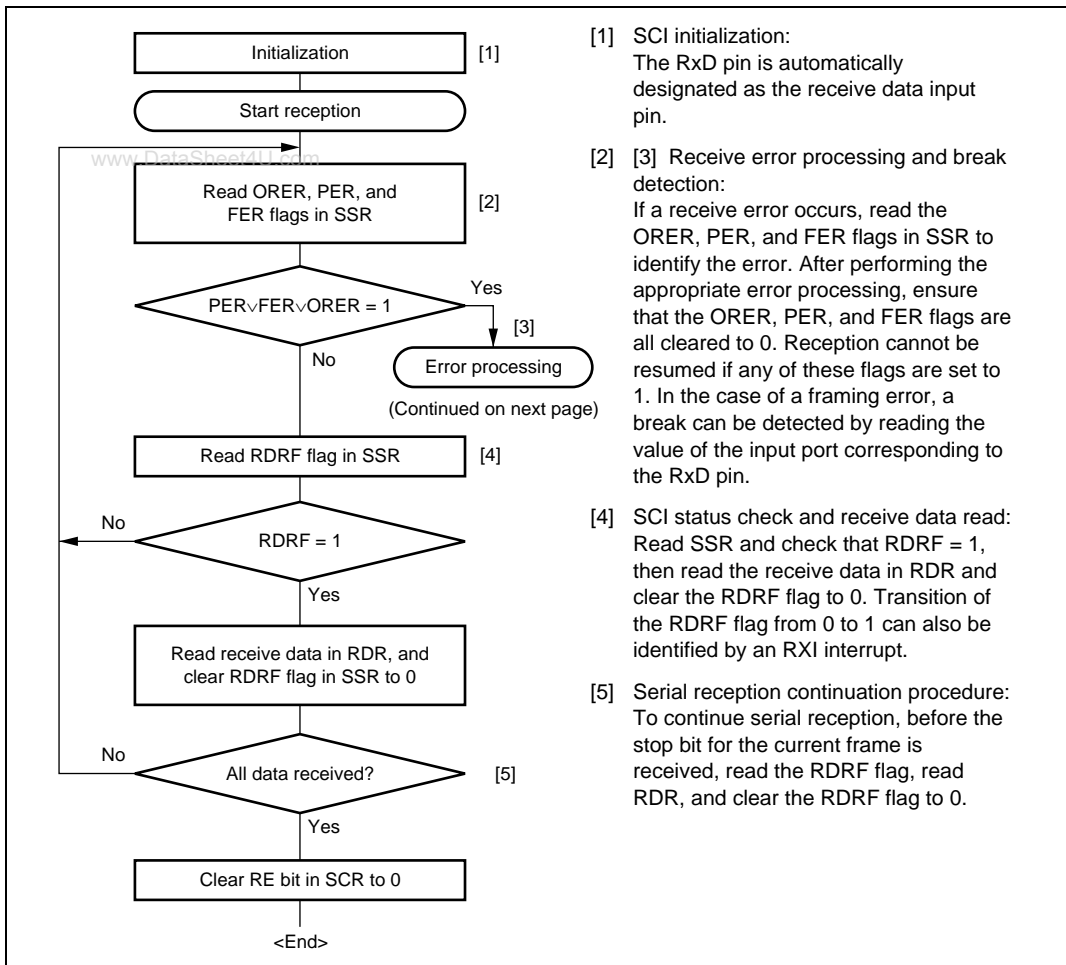 Initialization
[1]
Start reception
www.DataSheet4U.com
Read ORER, PER, and
FER flags in SSR
[2]
PER∨FER∨ORER = 1
Yes
[3]
No
Error processing
(Continued on next page)
Read RDRF flag in SSR
[4]
No
RDRF = 1
Yes
Read receive data in RDR, and
clear RDRF flag in SSR to 0
No
All data received?
[5]
Yes
Clear RE bit in SCR to 0
<End>
[1] SCI initialization:
The RxD pin is automatically
designated as the receive data input
pin.
[2] [3] Receive error processing and break
detection:
If a receive error occurs, read the
ORER, PER, and FER flags in SSR to
identify the error. After performing the
appropriate error processing, ensure
that the ORER, PER, and FER flags are
all cleared to 0. Reception cannot be
resumed if any of these flags are set to
1. In the case of a framing error, a
break can be detected by reading the
value of the input port corresponding to
the RxD pin.
[4] SCI status check and receive data read:
Read SSR and check that RDRF = 1,
then read the receive data in RDR and
clear the RDRF flag to 0. Transition of
the RDRF flag from 0 to 1 can also be
identified by an RXI interrupt.
[5] Serial reception continuation procedure:
To continue serial reception, before the
stop bit for the current frame is
received, read the RDRF flag, read
RDR, and clear the RDRF flag to 0.